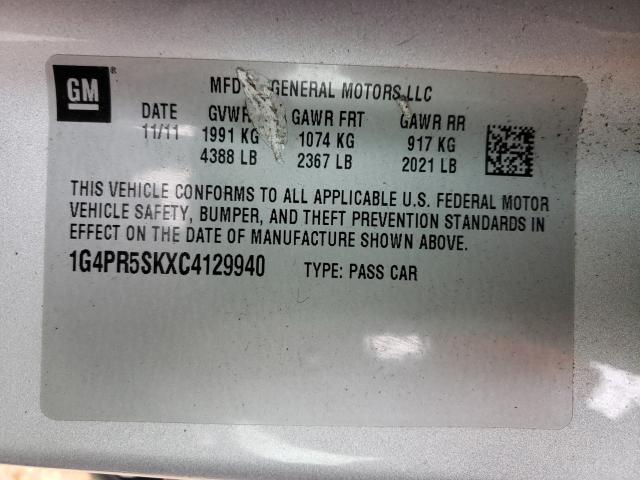 GM®
MFD GENERAL MOTORS LLC
DATE GVWR GAWR FRT GAWR RR
11/11 1991 KG 1074 KG 917 KG
4388 LB 2367 LB 2021 LB
THIS VEHICLE CONFORMS TO ALL APPLICABLE U.S. FEDERAL MOTOR
VEHICLE SAFETY, BUMPER, AND THEFT PREVENTION STANDARDS IN
EFFECT ON THE DATE OF MANUFACTURE SHOWN ABOVE.
1G4PR5SKXC4129940 TYPE: PASS CAR